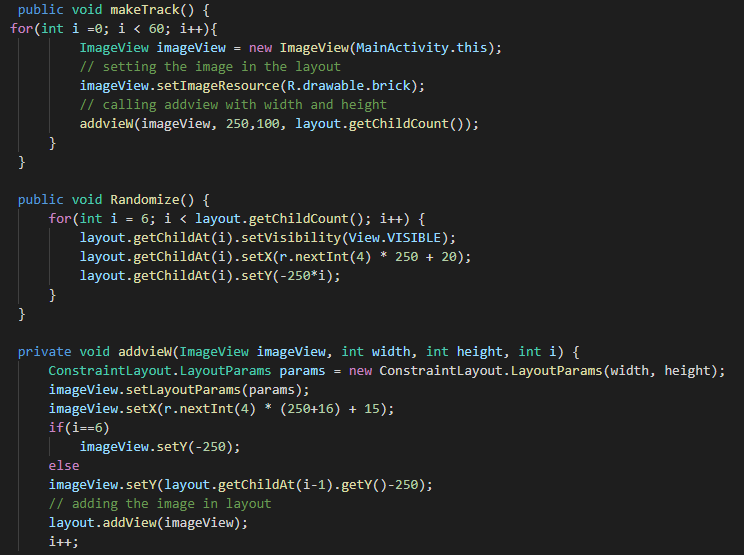 public void makeTrack() {
for(int i =0; i < 60; i++){
ImageView imageView = new ImageView(MainActivity.this);
// setting the image in the layout
imageView.setImageResource(R.drawable.brick);
// calling addview with width and height
addvieW(imageView, 250,100, layout.getChildCount());
}
}
public void Randomize() {
for(int i = 6; i < layout.getChildCount(); i++) {
layout.getChildAt(i).setVisibility(View.VISIBLE);
layout.getChildAt(i).setX(r.nextInt(4) * 250 + 20);
layout.getChildAt(i).setY(-250*i);
}
}
private void addvieW(ImageView imageView, int width, int height, int i) {
ConstraintLayout.LayoutParams params = new ConstraintLayout.LayoutParams(width, height);
imageView.setLayoutParams(params);
imageView.setX(r.nextInt(4) * (250+16) + 15);
if(i==6)
imageView.setY(-250);
else
imageView.setY(layout.getChildAt(i-1).getY()-250);
// adding the image in layout
layout.addView(imageView);
i++;